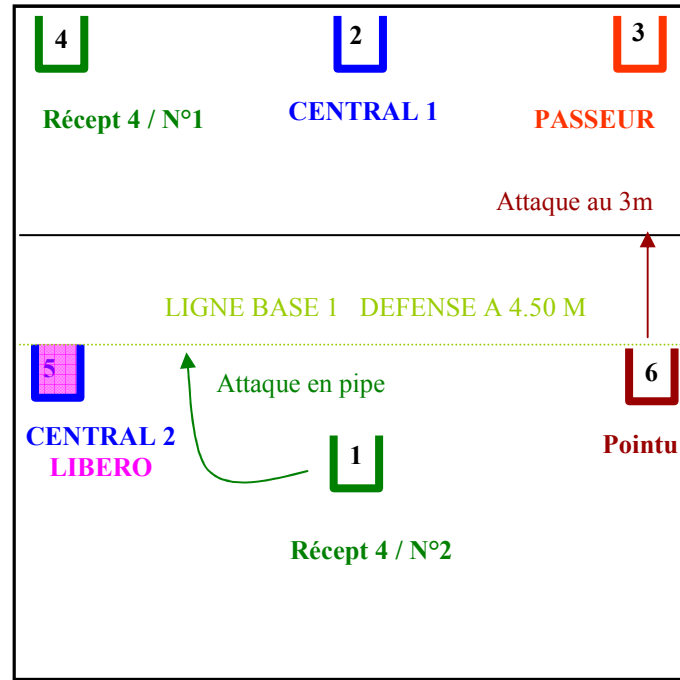 4
2
3
Récept 4 / N°1
CENTRAL 1
PASSEUR
Attaque au 3m
LIGNE BASE 1 DEFENSE A 4.50 M
5
Attaque en pipe
6
CENTRAL 2
LIBERO
1
Pointu
Récept 4 / N°2